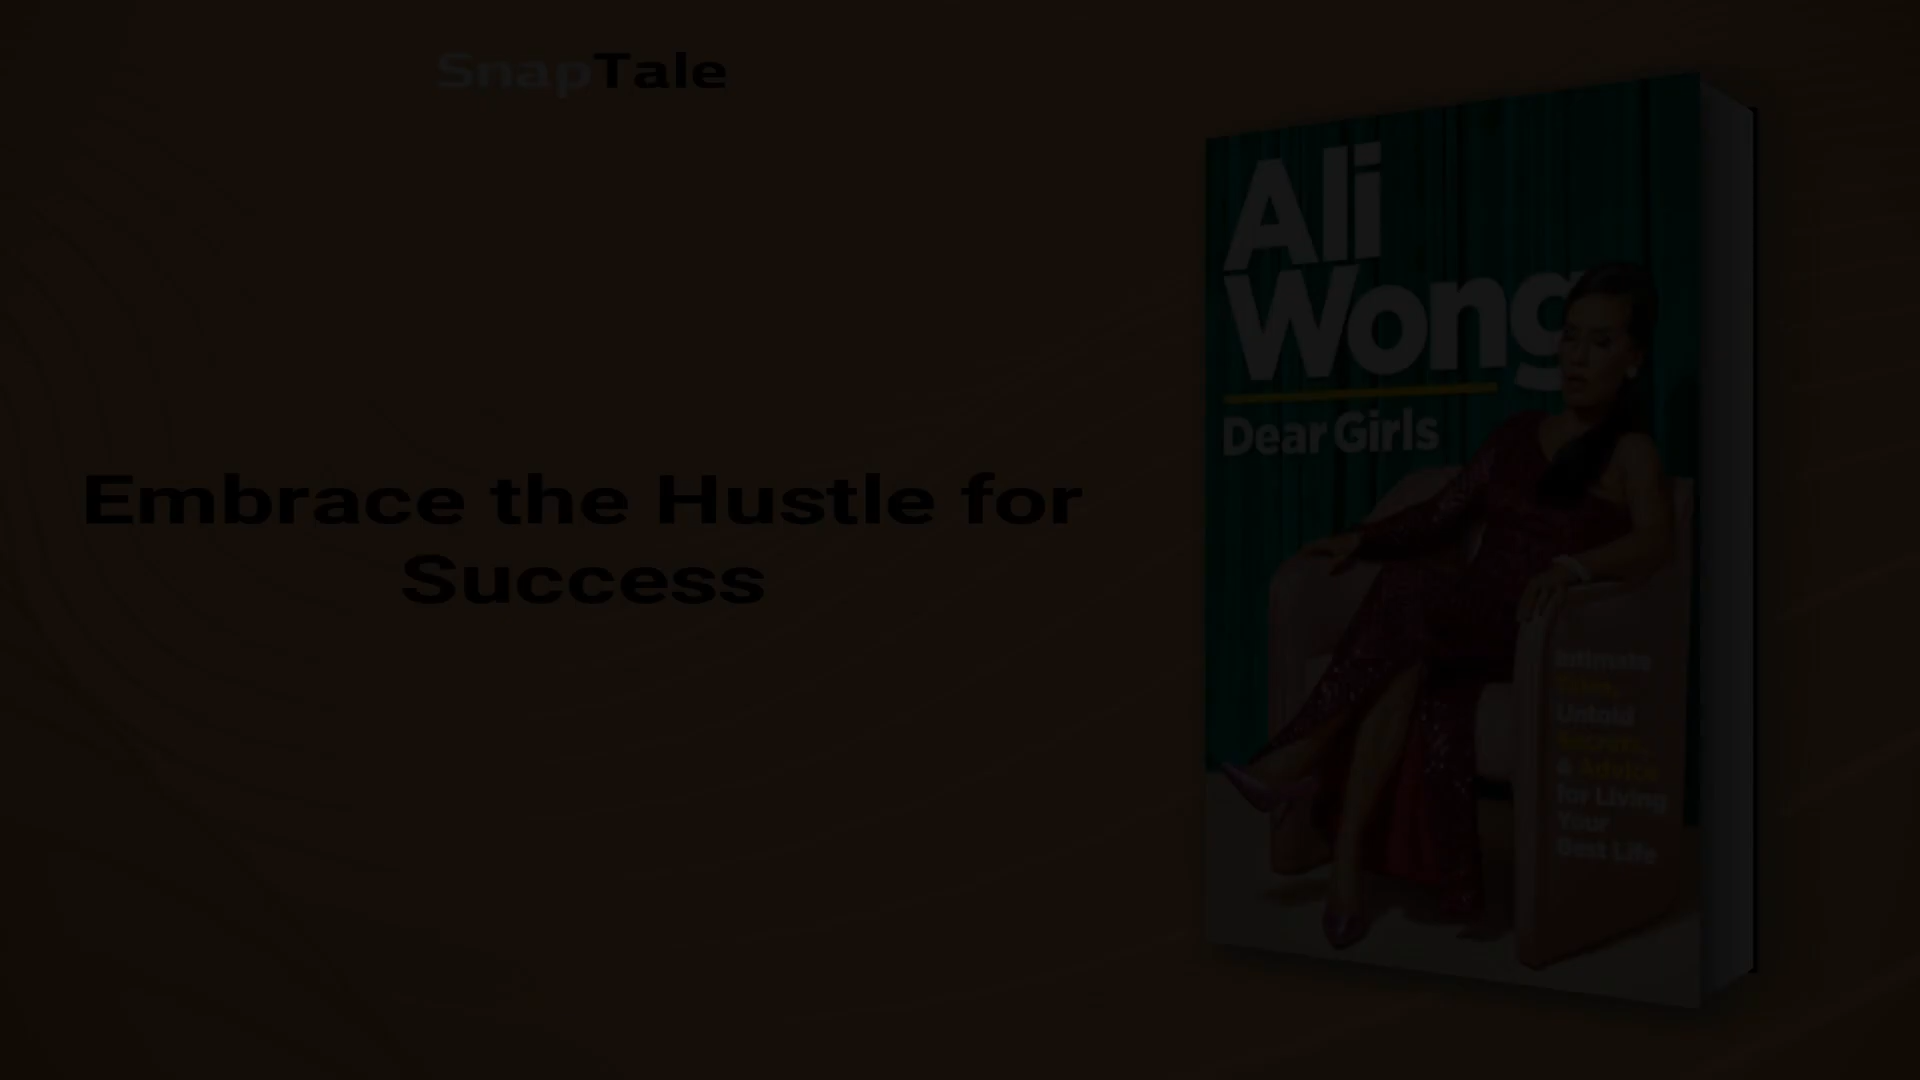 SnapTale
Embrace the Hustle for
Success
Ali
Wong
Dear Girls
Intimate
Tales,
Untold
Secrets,
& Advice
for Living
Your
Best Life